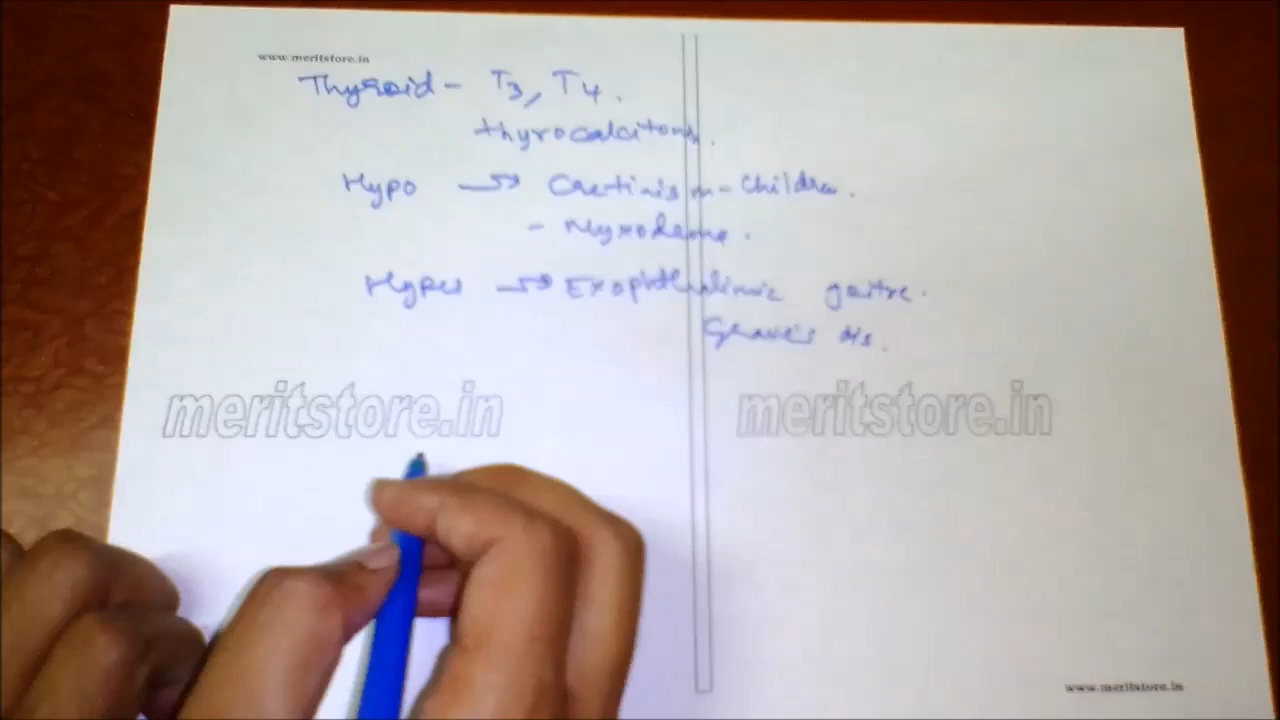 www.meritstore.in
Thyroid - T3, T4.
thyrocalcitonin.
Hypo → Cretinism - Children.
- Myxodema.
Hyper → Exophthalimic goitre.
Grave's dis.
meritstore.in meritstore.in
www.meritstore.in